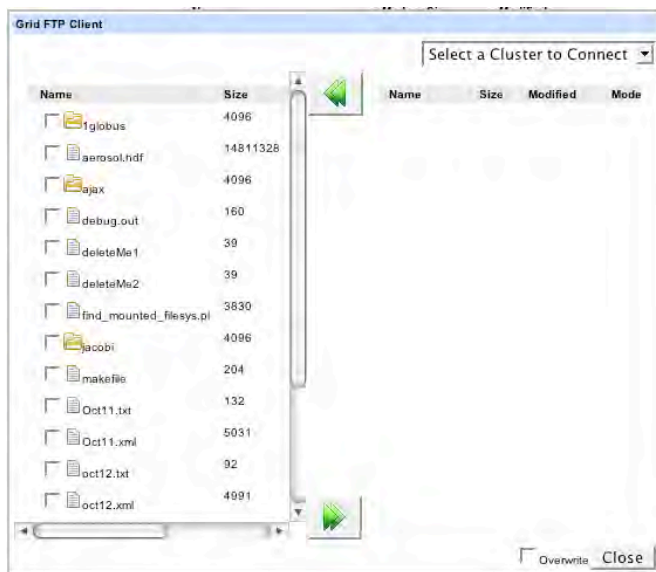 Grid FTP Client
Select a Cluster to Connect
Name Size
Name Size Modified Mode
1globus 4096
aerosol.hdf 14811328
ajax 4096
debug.out 160
deleteMe1 39
deleteMe2 39
find_mounted_filesys.pl 3830
jacobi 4096
makefile 204
Oct11.txt 132
Oct11.xml 5031
oct12.txt 92
oct12.xml 4991
Overwrite Close